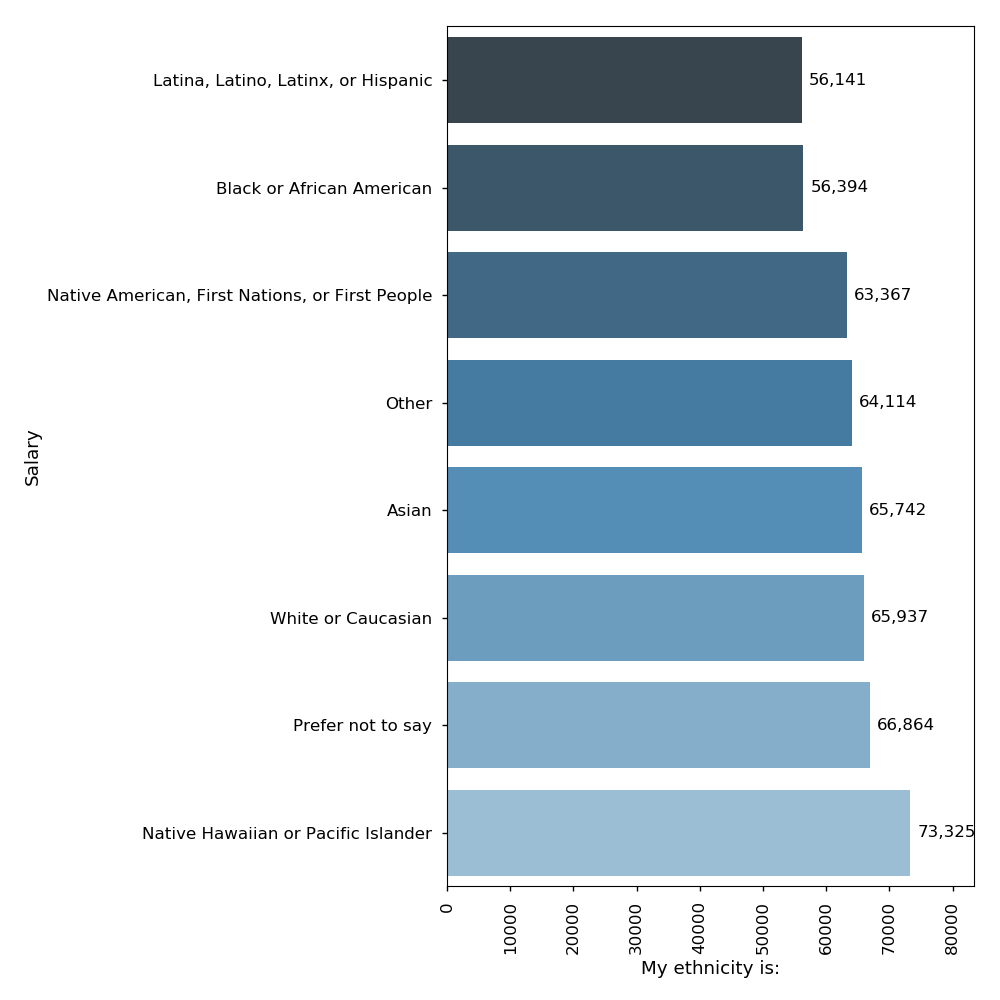 Latina, Latino, Latinx, or Hispanic 56,141
Black or African American 56,394
Native American, First Nations, or First People 63,367
Other 64,114
Salary
Asian 65,742
White or Caucasian 65,937
Prefer not to say 66,864
Native Hawaiian or Pacific Islander 73,325
0 10000 20000 30000 40000 50000 60000 70000 80000
My ethnicity is: